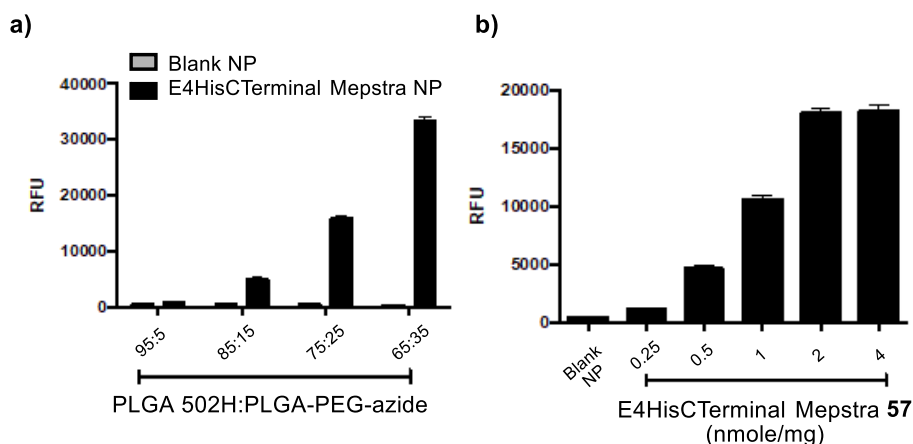 a)
Blank NP
E4HisCTerminal Mepstra NP
40000
30000
20000
10000
0
RFU
95:5
85:15
75:25
65:35
PLGA 502H:PLGA-PEG-azide
b)
20000
15000
10000
5000
0
RFU
Blank
NP
0.25
0.5
1
2
4
E4HisCTerminal Mepstra 57
(nmole/mg)